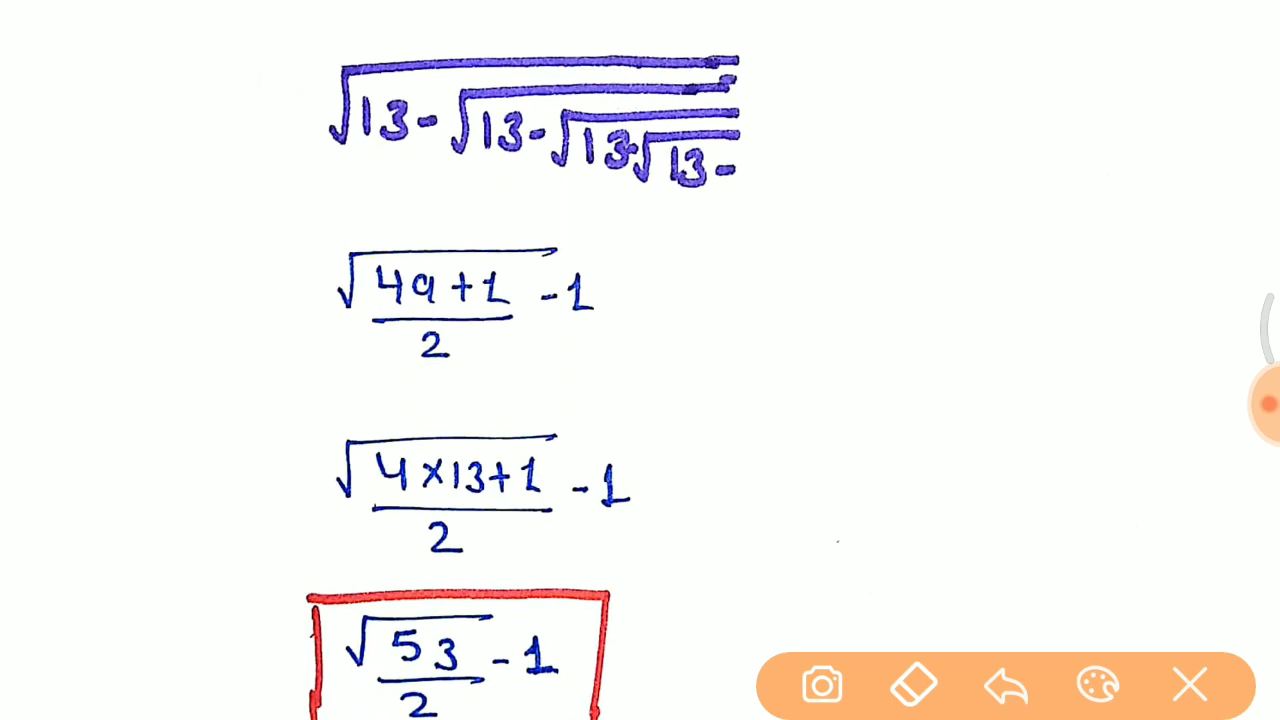 √13-√13-√13-√13-
√4a+1/2 -1
√4×13+1/2 -1
√53/2 -1